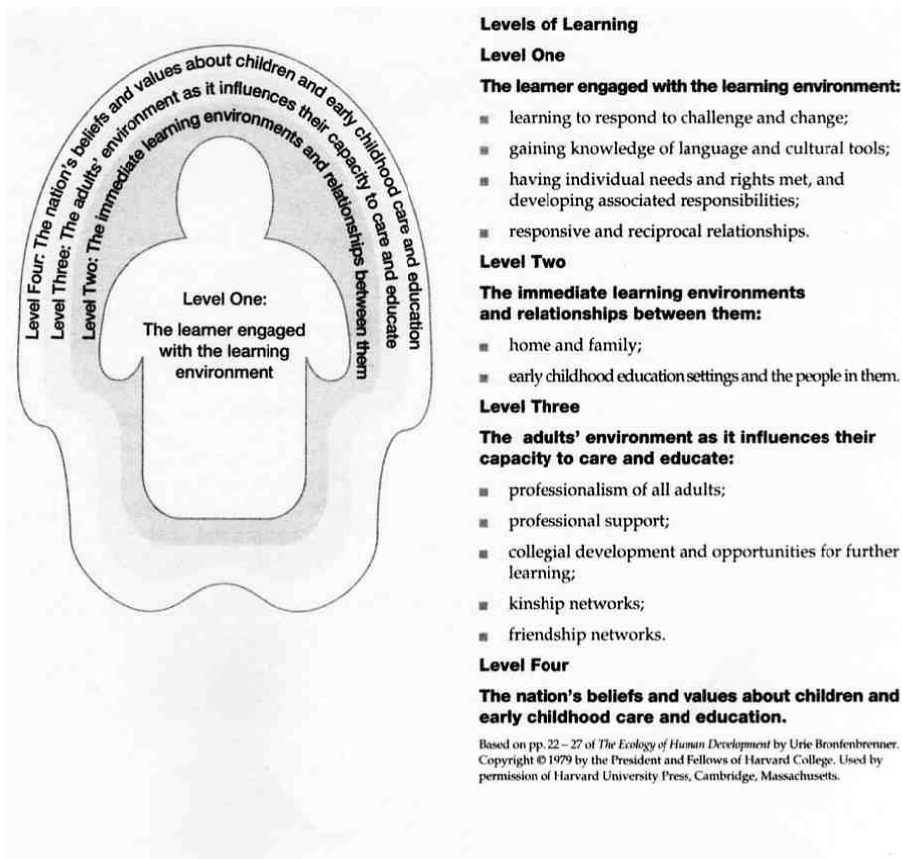 Level Four: The nation's beliefs and values about children and early childhood care and education
Level Three: The adults' environment as it influences their capacity to care and educate
Level Two: The immediate learning environments and relationships between them
Level One:
The learner engaged
with the learning
environment
Levels of Learning
Level One
The learner engaged with the learning environment:
■ learning to respond to challenge and change;
■ gaining knowledge of language and cultural tools;
■ having individual needs and rights met, and
developing associated responsibilities;
■ responsive and reciprocal relationships.
Level Two
The immediate learning environments
and relationships between them:
■ home and family;
■ early childhood education settings and the people in them.
Level Three
The adults' environment as it influences their
capacity to care and educate:
■ professionalism of all adults;
■ professional support;
■ collegial development and opportunities for further
learning;
■ kinship networks;
■ friendship networks.
Level Four
The nation's beliefs and values about children and
early childhood care and education.
Based on pp. 22 – 27 of The Ecology of Human Development by Urie Bronfenbrenner.
Copyright © 1979 by the President and Fellows of Harvard College. Used by
permission of Harvard University Press, Cambridge, Massachusetts.